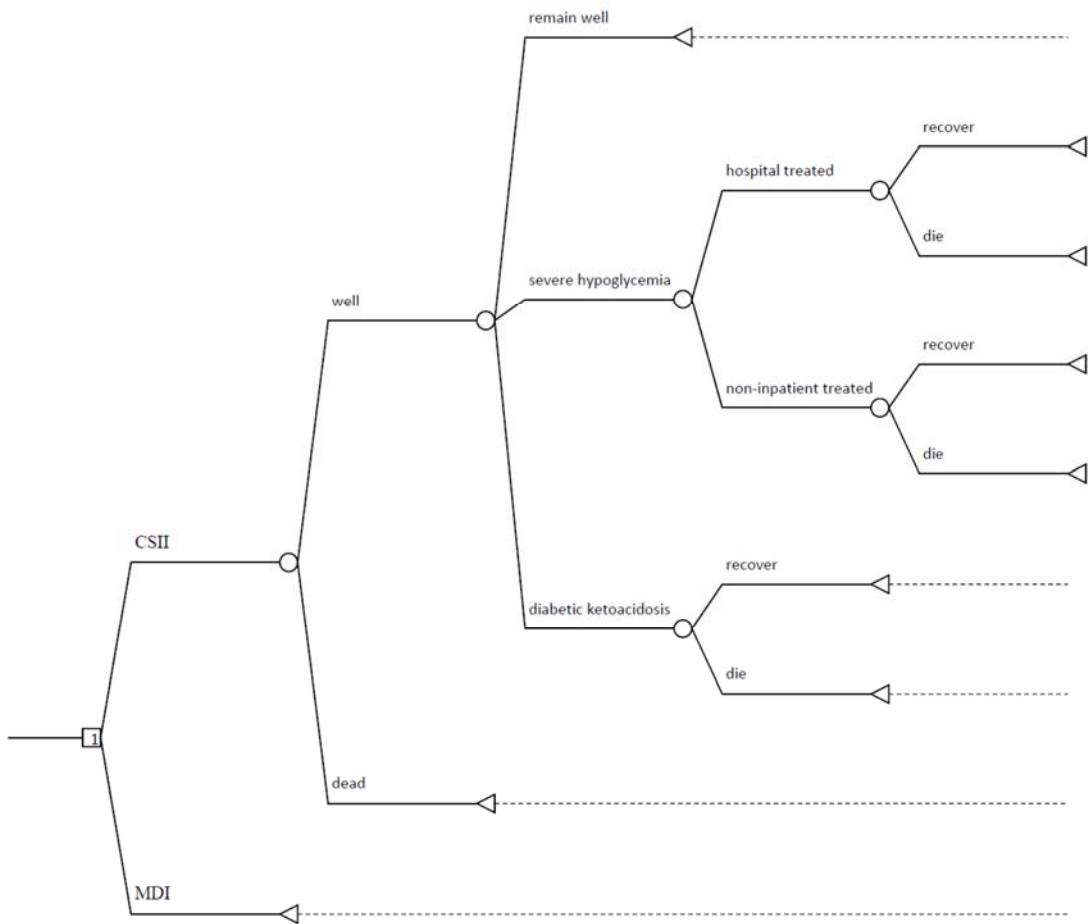 remain well
recover
hospital treated
die
severe hypoglycemia
well
recover
non-inpatient treated
die
CSII
recover
diabetic ketoacidosis
die
1
dead
MDI